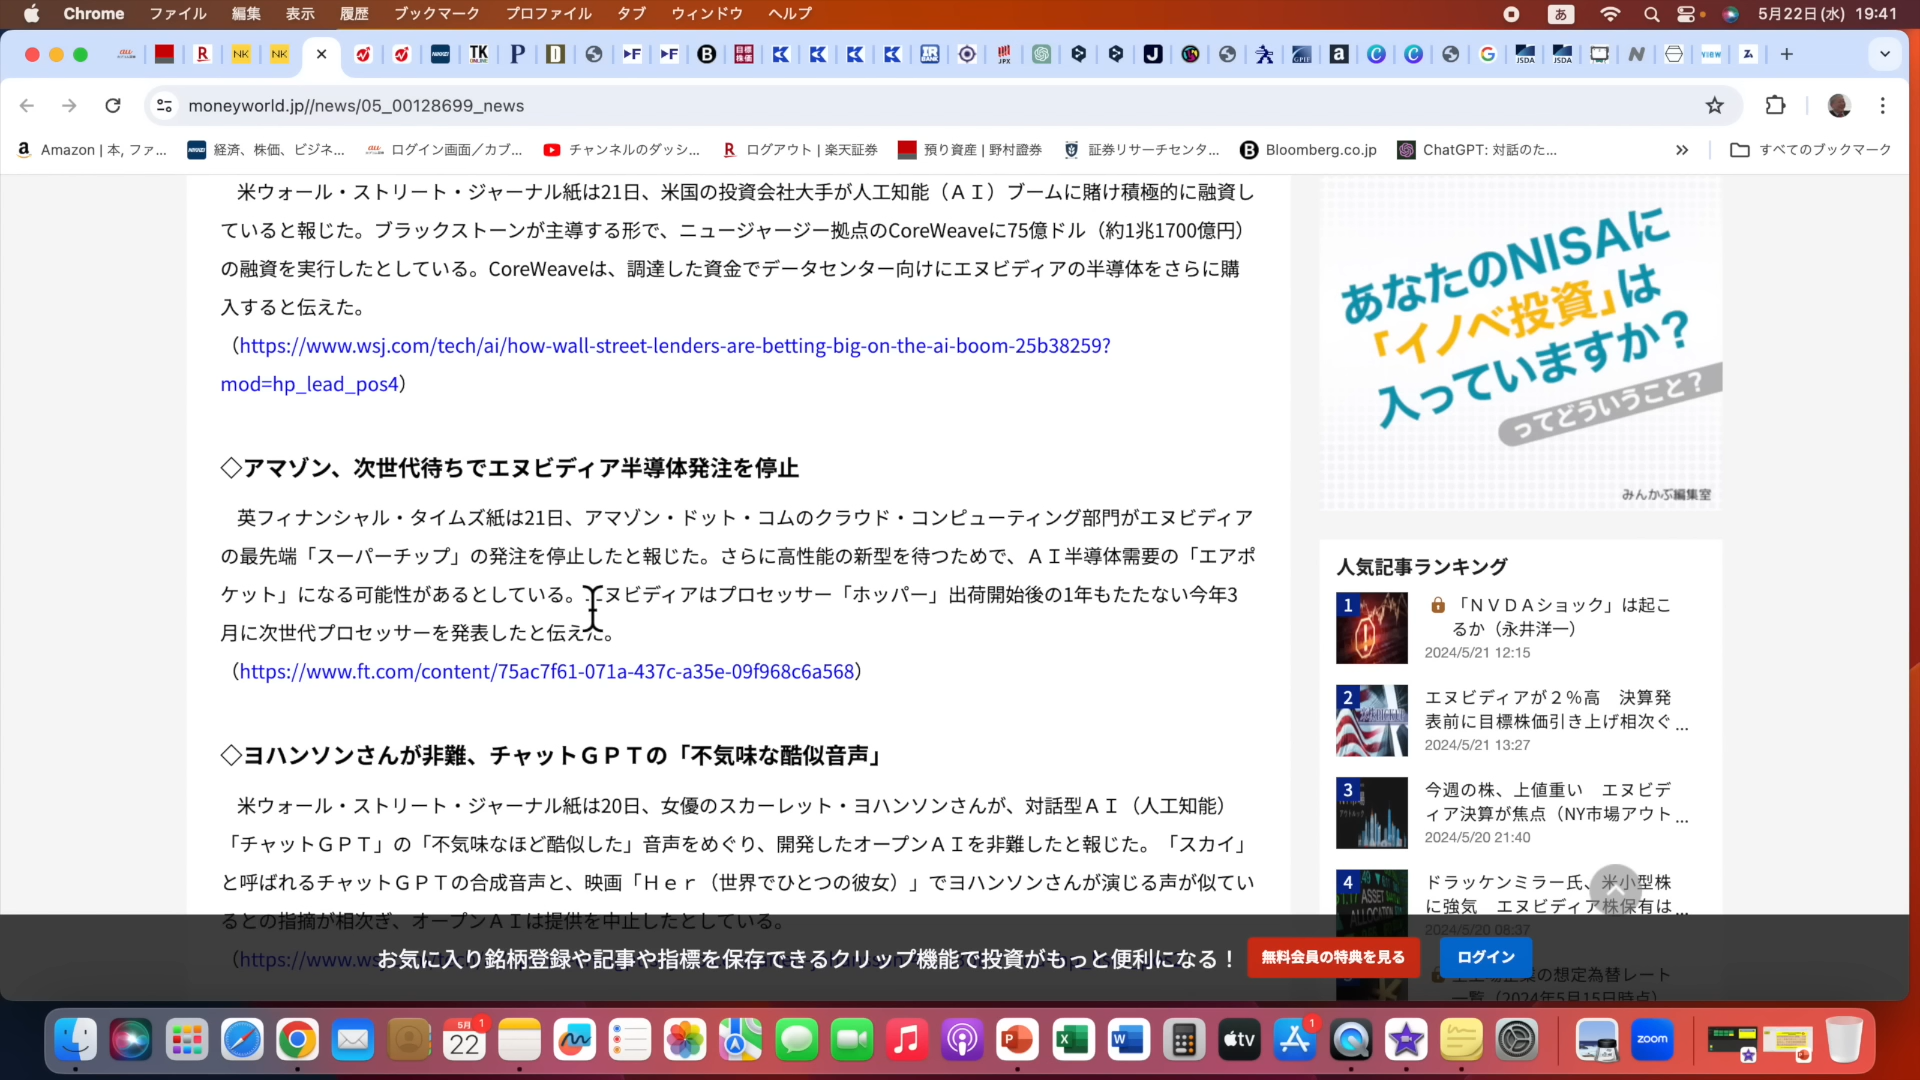 Chrome ファイル 編集 表示 履歴 ブックマーク プロファイル タブ ウィンドウ ヘルプ あ 5月22日(水) 19:41
moneyworld.jp//news/05_00128699_news
Amazon | 本, ファ... 経済、株価、ビジネ... ログイン画面／カブ... チャンネルのダッシ... ログアウト | 楽天証券 預り資産 | 野村證券 証券リサーチセンタ... Bloomberg.co.jp ChatGPT: 対話のた... » すべてのブックマーク
米ウォール・ストリート・ジャーナル紙は21日、米国の投資会社大手が人工知能（ＡＩ）ブームに賭け積極的に融資し
ていると報じた。ブラックストーンが主導する形で、ニュージャージー拠点のCoreWeaveに75億ドル（約1兆1700億円）
の融資を実行したとしている。CoreWeaveは、調達した資金でデータセンター向けにエヌビディアの半導体をさらに購
入すると伝えた。
（https://www.wsj.com/tech/ai/how-wall-street-lenders-are-betting-big-on-the-ai-boom-25b38259?
mod=hp_lead_pos4）
◇アマゾン、次世代待ちでエヌビディア半導体発注を停止
英フィナンシャル・タイムズ紙は21日、アマゾン・ドット・コムのクラウド・コンピューティング部門がエヌビディア
の最先端「スーパーチップ」の発注を停止したと報じた。さらに高性能の新型を待つためで、ＡＩ半導体需要の「エアポ
ケット」になる可能性があるとしている。エヌビディアはプロセッサー「ホッパー」出荷開始後の1年もたたない今年3
月に次世代プロセッサーを発表したと伝えた。
（https://www.ft.com/content/75ac7f61-071a-437c-a35e-09f968c6a568）
◇ヨハンソンさんが非難、チャットＧＰＴの「不気味な酷似音声」
米ウォール・ストリート・ジャーナル紙は20日、女優のスカーレット・ヨハンソンさんが、対話型ＡＩ（人工知能）
「チャットＧＰＴ」の「不気味なほど酷似した」音声をめぐり、開発したオープンＡＩを非難したと報じた。「スカイ」
と呼ばれるチャットＧＰＴの合成音声と、映画「Ｈｅｒ（世界でひとつの彼女）」でヨハンソンさんが演じる声が似てい
るとの指摘が相次ぎ、オープンＡＩは提供を中止したとしている。
（https://www.ws
お気に入り銘柄登録や記事や指標を保存できるクリップ機能で投資がもっと便利になる！ 無料会員の特典を見る ログイン
あなたのNISAに
「イノベ投資」は
入っていますか？
ってどういうこと？
みんかぶ編集室
人気記事ランキング
1 「ＮＶＤＡショック」は起こ
るか（永井洋一）
2024/5/21 12:15
2 エヌビディアが２％高　決算発
表前に目標株価引き上げ相次ぐ...
2024/5/21 13:27
3 今週の株、上値重い　エヌビデ
ィア決算が焦点（NY市場アウト...
2024/5/20 21:40
4 ドラッケンミラー氏、米小型株
に強気　エヌビディア株保有は...
2024/5/20 08:37
の想定為替レート
一覧（2024年5月15日時点）
5月 22 tv zoom